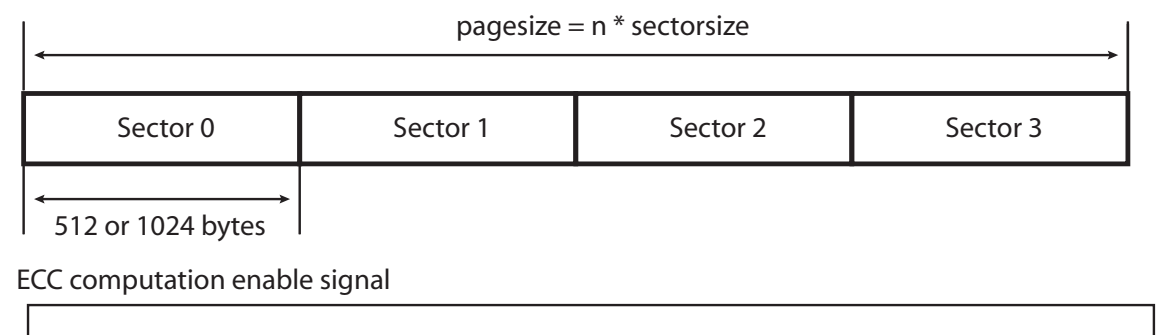 pagesize = n * sectorsize
Sector 0 Sector 1 Sector 2 Sector 3
512 or 1024 bytes
ECC computation enable signal